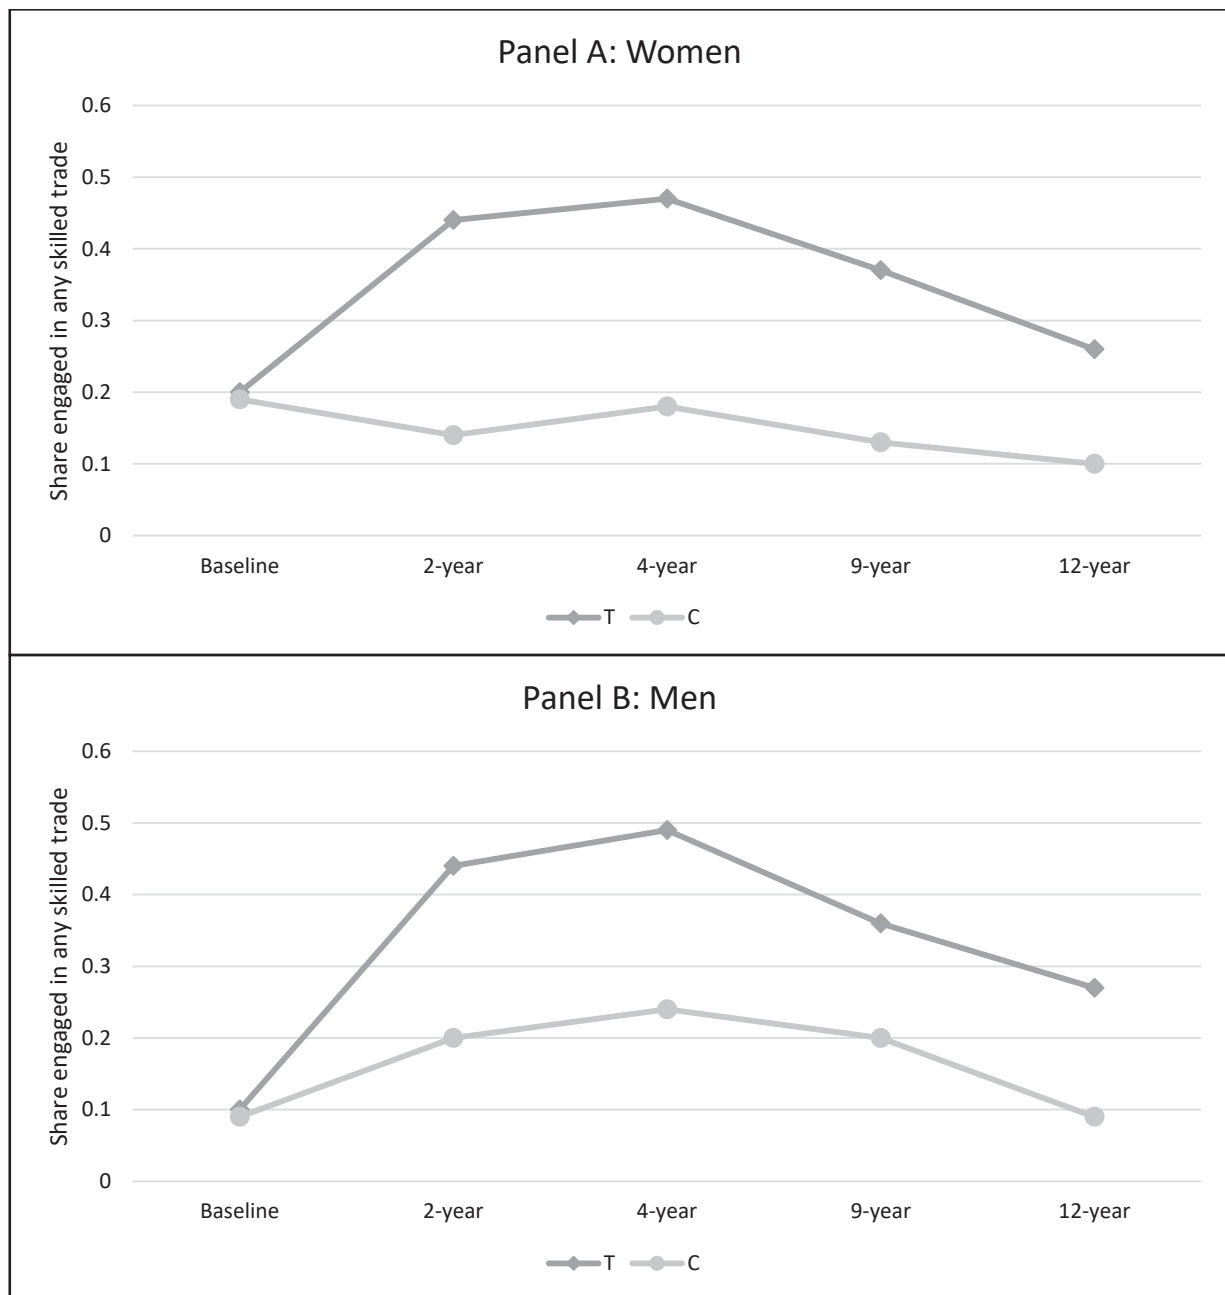 Panel A: Women
Share engaged in any skilled trade
0.6
0.5
0.4
0.3
0.2
0.1
0
Baseline 2-year 4-year 9-year 12-year
T C
Panel B: Men
Share engaged in any skilled trade
0.6
0.5
0.4
0.3
0.2
0.1
0
Baseline 2-year 4-year 9-year 12-year
T C